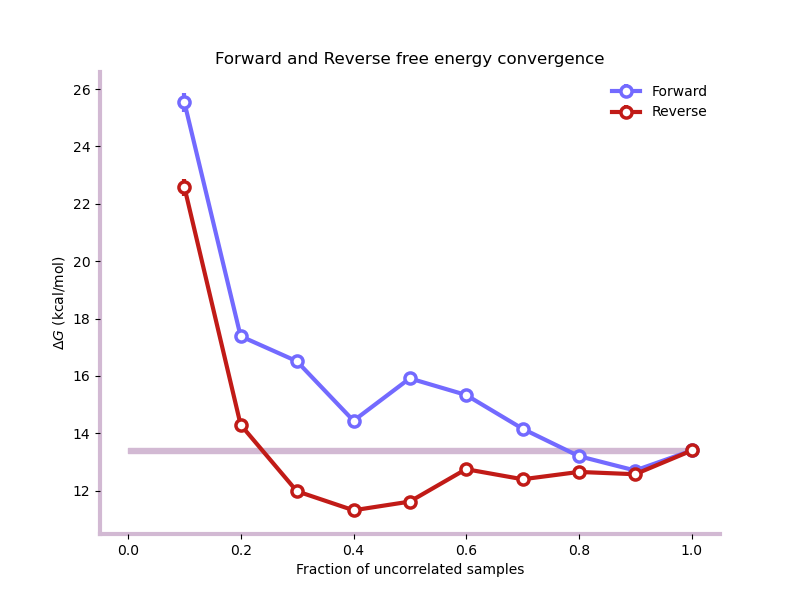 Forward and Reverse free energy convergence
Forward
Reverse
26
24
22
20
18
16
14
12
ΔG (kcal/mol)
0.0 0.2 0.4 0.6 0.8 1.0
Fraction of uncorrelated samples